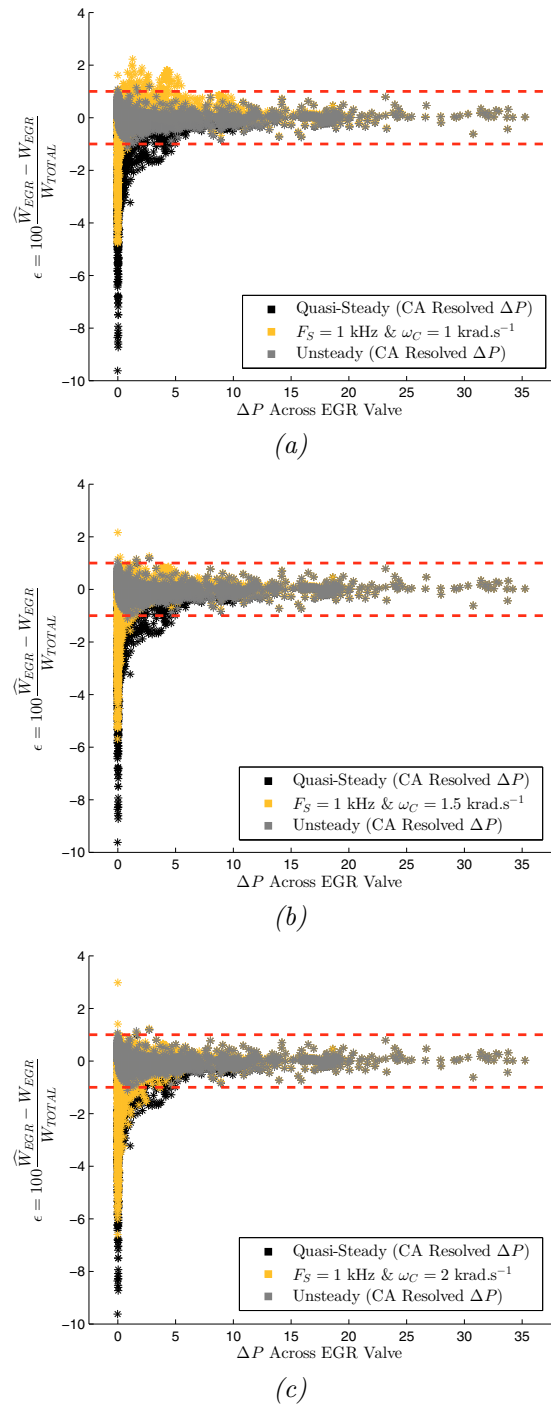 4
2
0
−2
−4
−6
−8
−10
ϵ = 100 (Ŵ_EGR − W_EGR) / W_TOTAL
Quasi-Steady (CA Resolved ΔP)
F_S = 1 kHz & ω_C = 1 krad.s⁻¹
Unsteady (CA Resolved ΔP)
0 5 10 15 20 25 30 35
ΔP Across EGR Valve
(a)
4
2
0
−2
−4
−6
−8
−10
ϵ = 100 (Ŵ_EGR − W_EGR) / W_TOTAL
Quasi-Steady (CA Resolved ΔP)
F_S = 1 kHz & ω_C = 1.5 krad.s⁻¹
Unsteady (CA Resolved ΔP)
0 5 10 15 20 25 30 35
ΔP Across EGR Valve
(b)
4
2
0
−2
−4
−6
−8
−10
ϵ = 100 (Ŵ_EGR − W_EGR) / W_TOTAL
Quasi-Steady (CA Resolved ΔP)
F_S = 1 kHz & ω_C = 2 krad.s⁻¹
Unsteady (CA Resolved ΔP)
0 5 10 15 20 25 30 35
ΔP Across EGR Valve
(c)